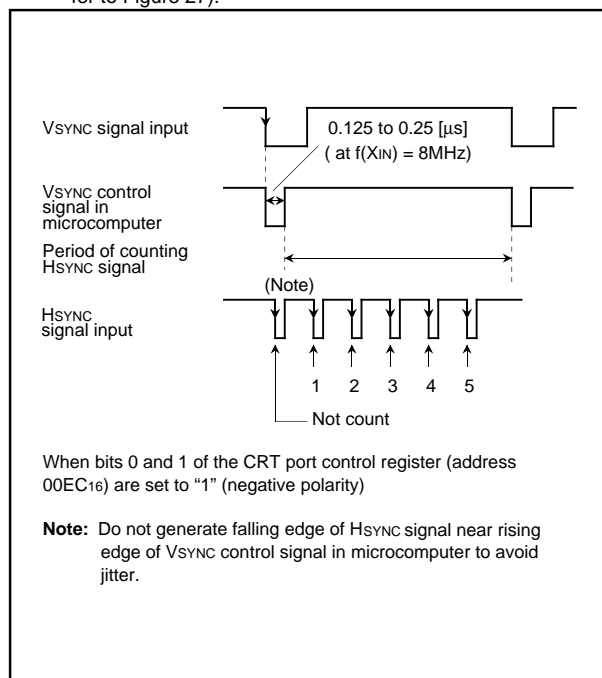 fer to Figure 27).
VSYNC signal input
0.125 to 0.25 [μs]
( at f(XIN) = 8MHz)
VSYNC control
signal in
microcomputer
Period of counting
HSYNC signal
(Note)
HSYNC
signal input
1 2 3 4 5
Not count
When bits 0 and 1 of the CRT port control register (address
00EC16) are set to “1” (negative polarity)
Note: Do not generate falling edge of HSYNC signal near rising
edge of VSYNC control signal in microcomputer to avoid
jitter.